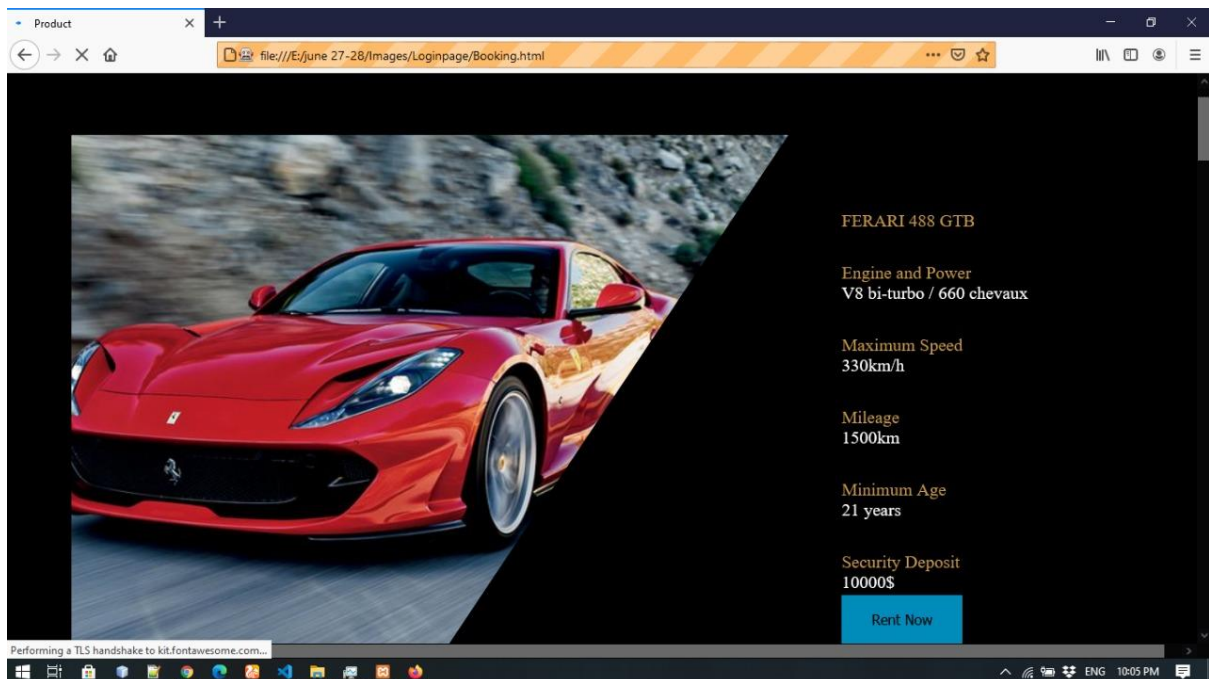 Product
file:///E:/june 27-28/Images/Loginpage/Booking.html
FERARI 488 GTB
Engine and Power
V8 bi-turbo / 660 chevaux
Maximum Speed
330km/h
Mileage
1500km
Minimum Age
21 years
Security Deposit
10000$
Rent Now
Performing a TLS handshake to kit.fontawesome.com...
ENG 10:05 PM